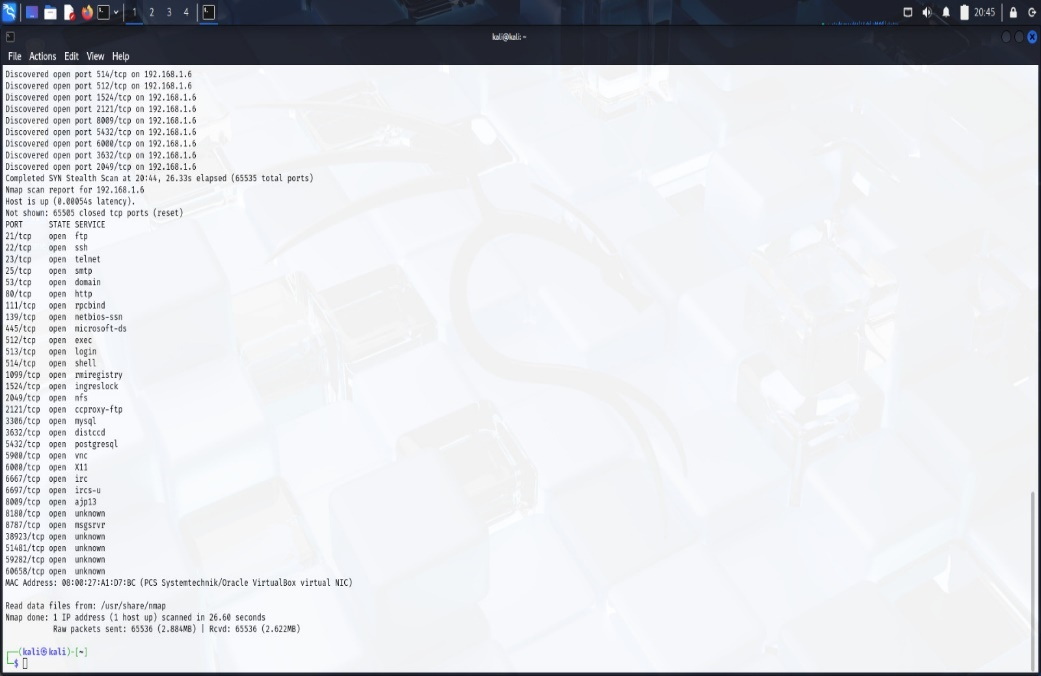 1 2 3 4
20:45
kali@kali: ~
File Actions Edit View Help
Discovered open port 514/tcp on 192.168.1.6
Discovered open port 512/tcp on 192.168.1.6
Discovered open port 1524/tcp on 192.168.1.6
Discovered open port 2121/tcp on 192.168.1.6
Discovered open port 8009/tcp on 192.168.1.6
Discovered open port 5432/tcp on 192.168.1.6
Discovered open port 6000/tcp on 192.168.1.6
Discovered open port 3632/tcp on 192.168.1.6
Discovered open port 2049/tcp on 192.168.1.6
Completed SYN Stealth Scan at 20:44, 26.33s elapsed (65535 total ports)
Nmap scan report for 192.168.1.6
Host is up (0.00054s latency).
Not shown: 65505 closed tcp ports (reset)
PORT STATE SERVICE
21/tcp open ftp
22/tcp open ssh
23/tcp open telnet
25/tcp open smtp
53/tcp open domain
80/tcp open http
111/tcp open rpcbind
139/tcp open netbios-ssn
445/tcp open microsoft-ds
512/tcp open exec
513/tcp open login
514/tcp open shell
1099/tcp open rmiregistry
1524/tcp open ingreslock
2049/tcp open nfs
2121/tcp open ccproxy-ftp
3306/tcp open mysql
3632/tcp open distccd
5432/tcp open postgresql
5900/tcp open vnc
6000/tcp open X11
6667/tcp open irc
6697/tcp open ircs-u
8009/tcp open ajp13
8180/tcp open unknown
8787/tcp open msgsrvr
38923/tcp open unknown
51481/tcp open unknown
59282/tcp open unknown
60658/tcp open unknown
MAC Address: 08:00:27:A1:D7:BC (PCS Systemtechnik/Oracle VirtualBox virtual NIC)
Read data files from: /usr/share/nmap
Nmap done: 1 IP address (1 host up) scanned in 26.60 seconds
Raw packets sent: 65536 (2.884MB) | Rcvd: 65536 (2.622MB)
(kali㉿kali)-[~]
$